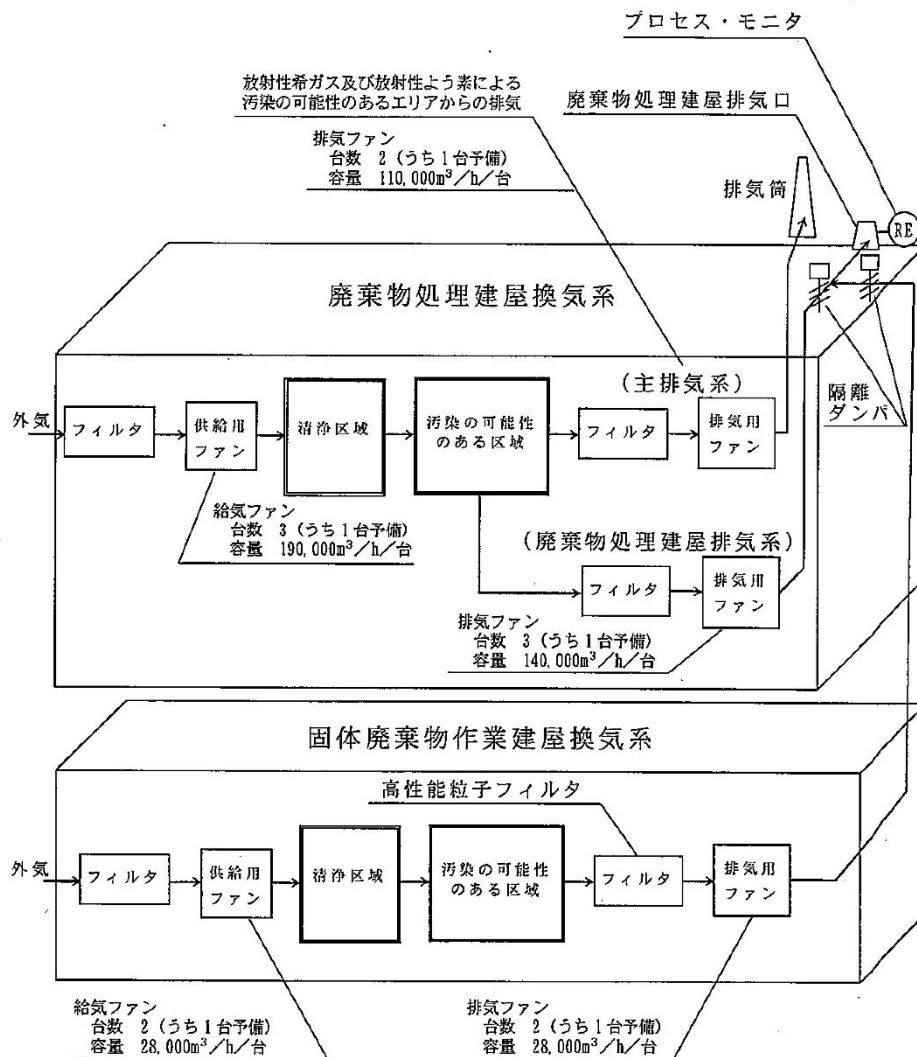 プロセス・モニタ
放射性希ガス及び放射性よう素による
汚染の可能性のあるエリアからの排気
廃棄物処理建屋排気口
排気ファン
台数 2 (うち1台予備)
容量 110,000m³/h/台
排気筒
RE
廃棄物処理建屋換気系
(主排気系)
隔離
ダンパ
外気
フィルタ
供給用
ファン
清浄区域
汚染の可能性
のある区域
フィルタ
排気用
ファン
給気ファン
台数 3 (うち1台予備)
容量 190,000m³/h/台
(廃棄物処理建屋排気系)
フィルタ
排気用
ファン
排気ファン
台数 3 (うち1台予備)
容量 140,000m³/h/台
固体廃棄物作業建屋換気系
高性能粒子フィルタ
外気
フィルタ
供給用
ファン
清浄区域
汚染の可能性
のある区域
フィルタ
排気用
ファン
給気ファン
台数 2 (うち1台予備)
容量 28,000m³/h/台
排気ファン
台数 2 (うち1台予備)
容量 28,000m³/h/台